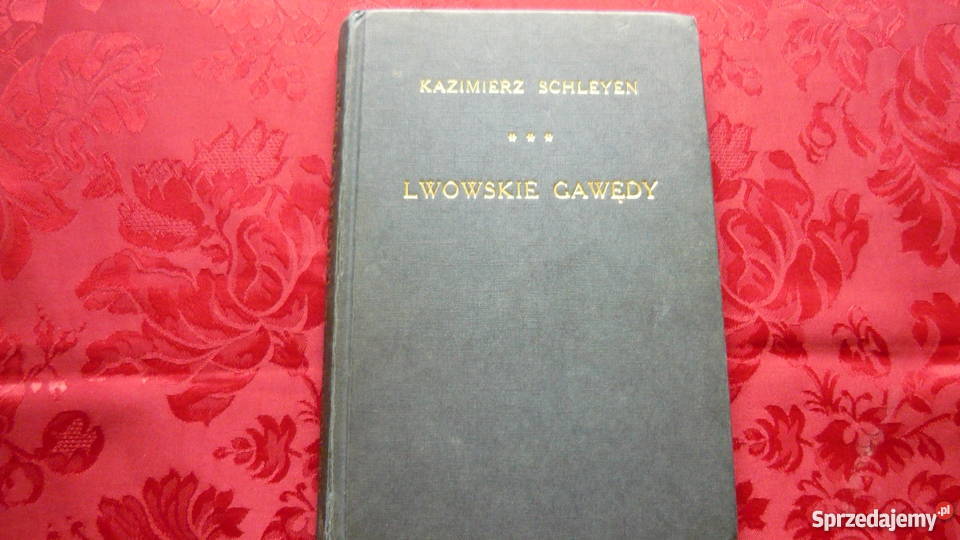 KAZIMIERZ SCHLEYEN
***
LWOWSKIE GAWĘDY
Sprzedajemy.pl